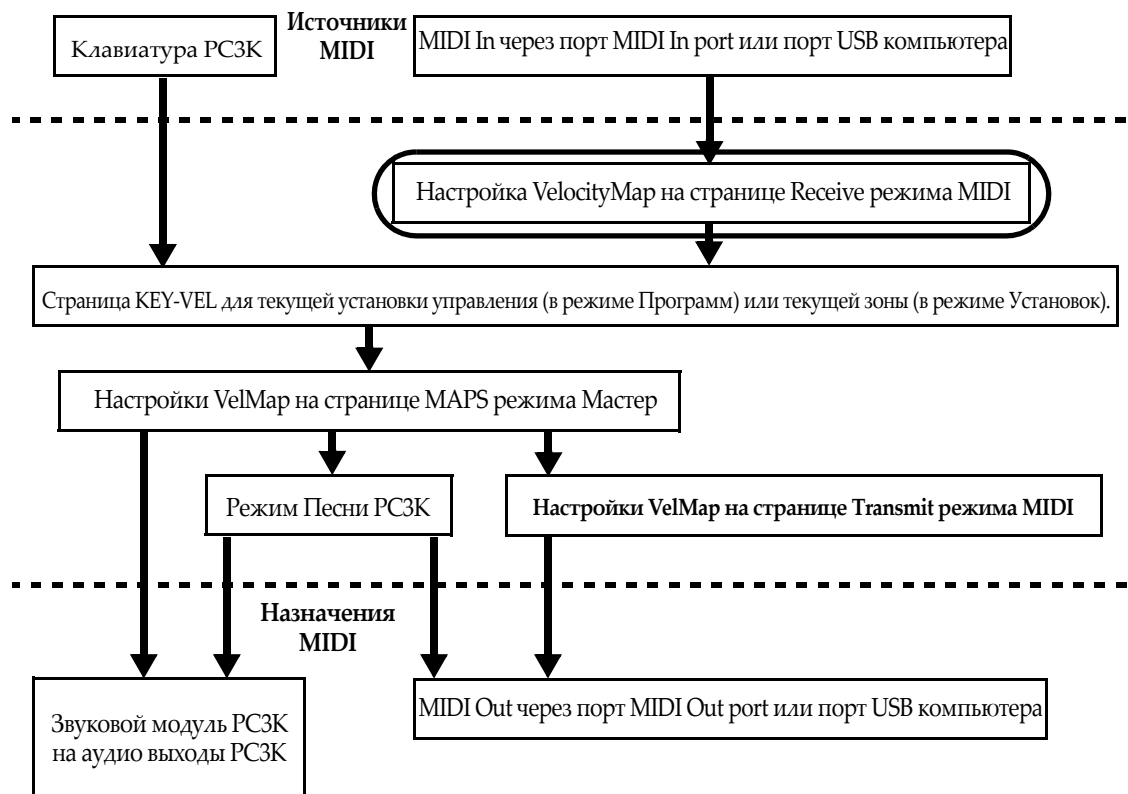 Клавиатура PC3K
Источники
MIDI
MIDI In через порт MIDI In port или порт USB компьютера
Настройка VelocityMap на странице Receive режима MIDI
Страница KEY-VEL для текущей установки управления (в режиме Программ) или текущей зоны (в режиме Установок).
Настройки VelMap на странице MAPS режима Мастер
Режим Песни PC3K
Настройки VelMap на странице Transmit режима MIDI
Назначения
MIDI
Звуковой модуль PC3K
на аудио выходы PC3K
MIDI Out через порт MIDI Out port или порт USB компьютера